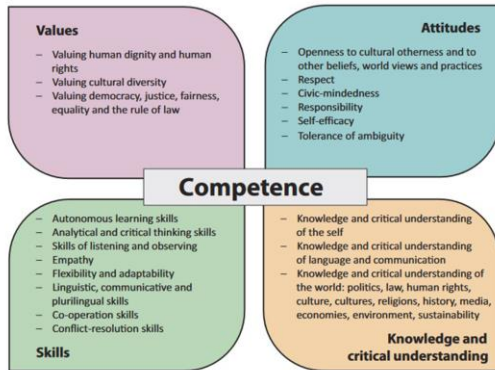 Values
– Valuing human dignity and human
rights
– Valuing cultural diversity
– Valuing democracy, justice, fairness,
equality and the rule of law
Attitudes
– Openness to cultural otherness and to
other beliefs, world views and practices
– Respect
– Civic-mindedness
– Responsibility
– Self-efficacy
– Tolerance of ambiguity
Competence
– Autonomous learning skills
– Analytical and critical thinking skills
– Skills of listening and observing
– Empathy
– Flexibility and adaptability
– Linguistic, communicative and
plurilingual skills
– Co-operation skills
– Conflict-resolution skills
Skills
– Knowledge and critical understanding
of the self
– Knowledge and critical understanding
of language and communication
– Knowledge and critical understanding of
the world: politics, law, human rights,
culture, cultures, religions, history, media,
economies, environment, sustainability
Knowledge and
critical understanding